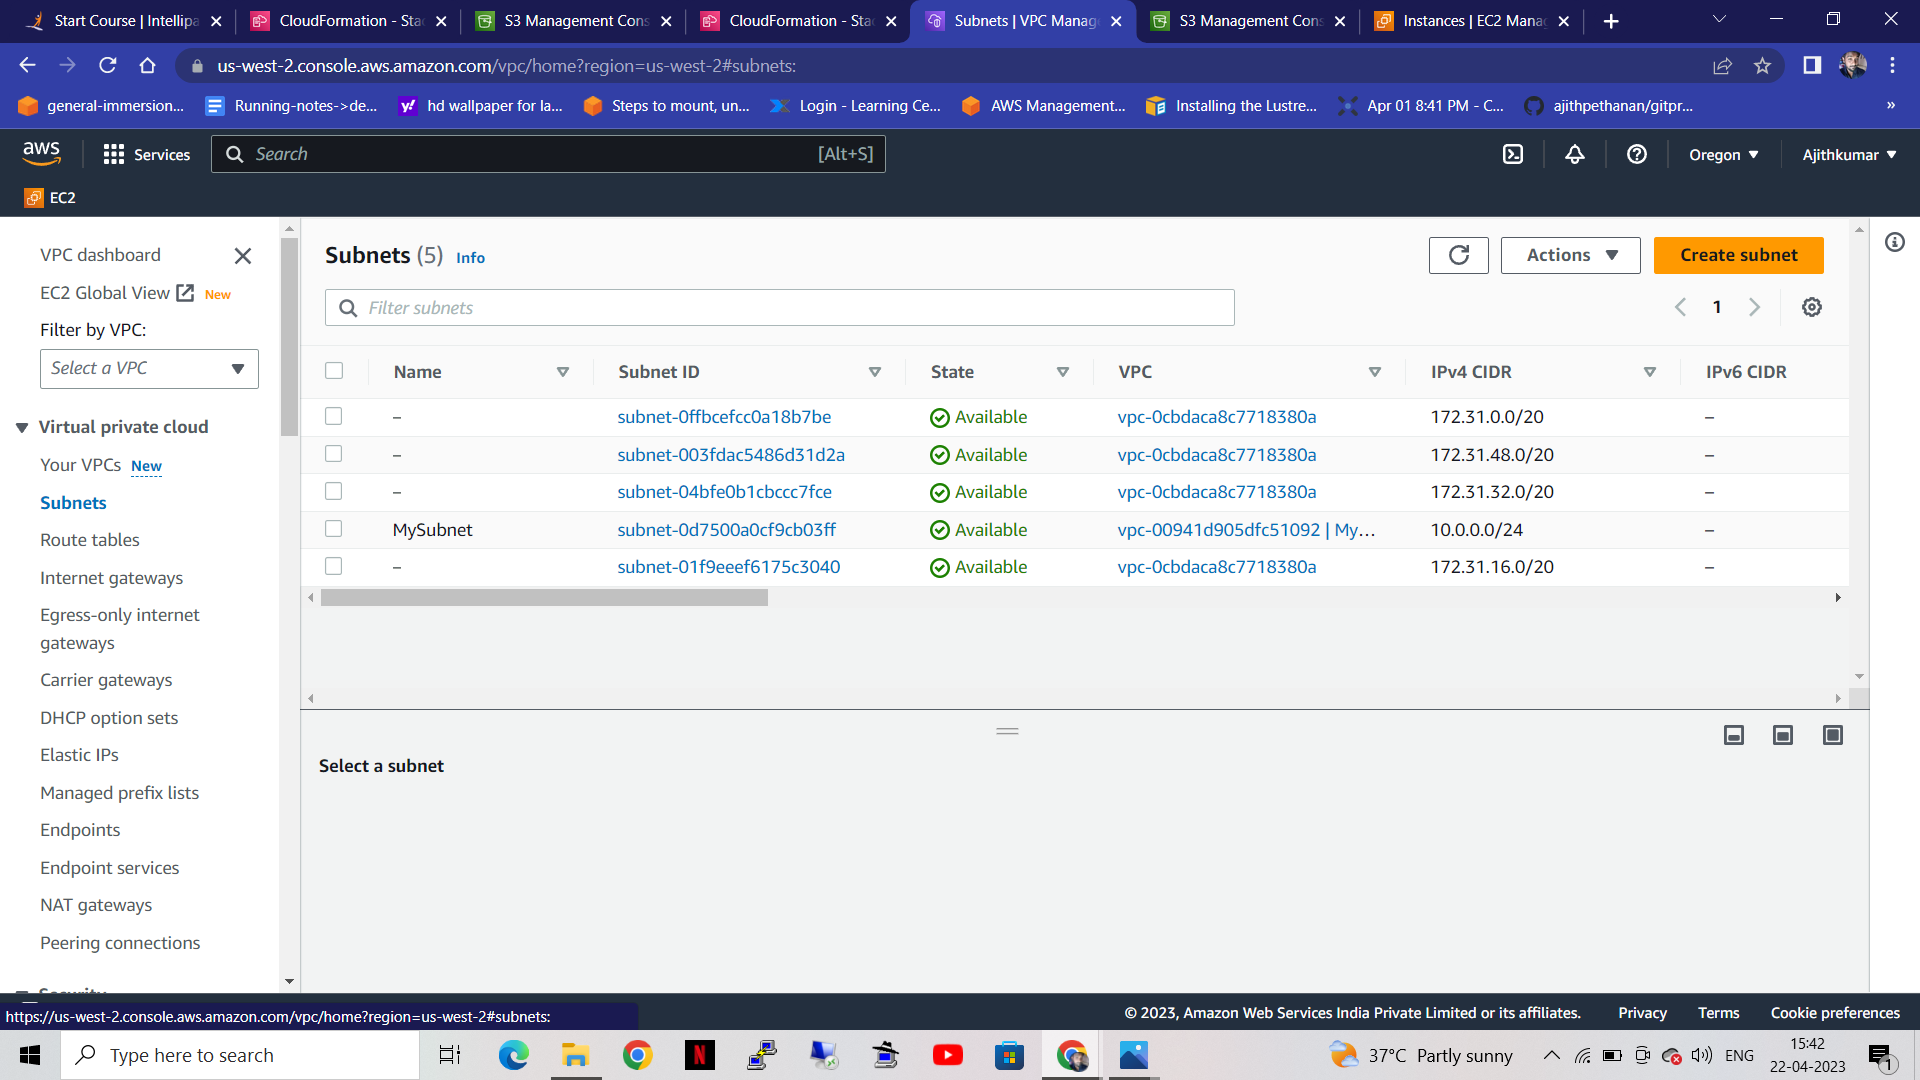 Start Course | Intellipa
CloudFormation - Stac
S3 Management Cons
CloudFormation - Stac
Subnets | VPC Manage
S3 Management Cons
Instances | EC2 Mana
us-west-2.console.aws.amazon.com/vpc/home?region=us-west-2#subnets:
general-immersion...
Running-notes->de...
hd wallpaper for la...
Steps to mount, un...
Login - Learning Ce...
AWS Management...
Installing the Lustre...
Apr 01 8:41 PM - C...
ajithpethanan/gitpr...
»
aws
Services
Search
[Alt+S]
Oregon
Ajithkumar
EC2
VPC dashboard
EC2 Global View New
Filter by VPC:
Select a VPC
Virtual private cloud
Your VPCs New
Subnets
Route tables
Internet gateways
Egress-only internet
gateways
Carrier gateways
DHCP option sets
Elastic IPs
Managed prefix lists
Endpoints
Endpoint services
NAT gateways
Peering connections
Security
Subnets (5) Info
Actions
Create subnet
Filter subnets
1
Name Subnet ID State VPC IPv4 CIDR IPv6 CIDR
– subnet-0ffbcefcc0a18b7be Available vpc-0cbdaca8c7718380a 172.31.0.0/20 –
– subnet-003fdac5486d31d2a Available vpc-0cbdaca8c7718380a 172.31.48.0/20 –
– subnet-04bfe0b1cbccc7fce Available vpc-0cbdaca8c7718380a 172.31.32.0/20 –
MySubnet subnet-0d7500a0cf9cb03ff Available vpc-00941d905dfc51092 | My... 10.0.0.0/24 –
– subnet-01f9eeef6175c3040 Available vpc-0cbdaca8c7718380a 172.31.16.0/20 –
Select a subnet
https://us-west-2.console.aws.amazon.com/vpc/home?region=us-west-2#subnets:
© 2023, Amazon Web Services India Private Limited or its affiliates. Privacy Terms Cookie preferences
Type here to search
37°C Partly sunny
ENG
15:42
22-04-2023
1